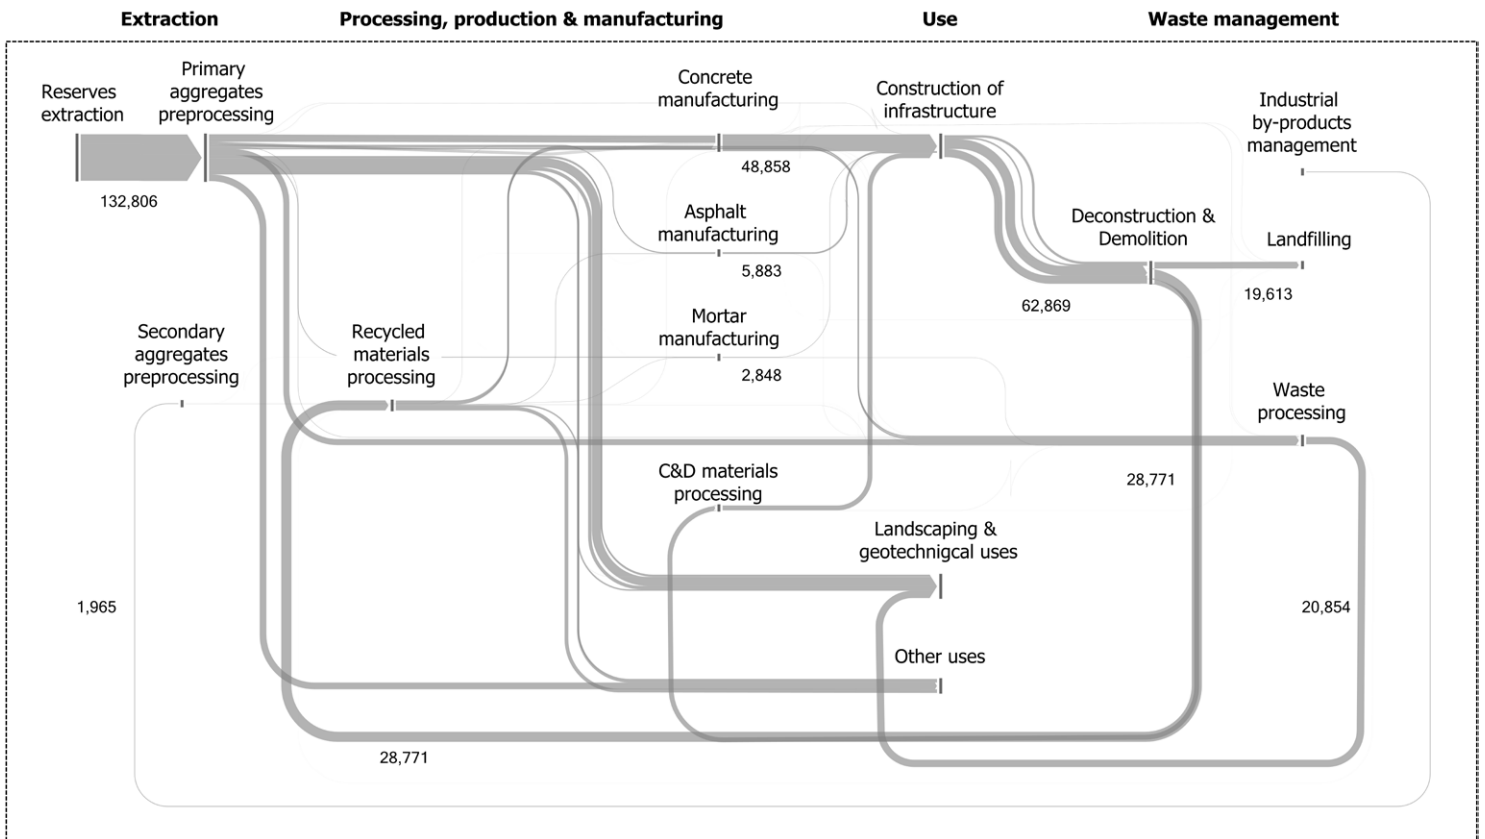 Extraction
Processing, production & manufacturing
Use
Waste management
Reserves
extraction
132,806
Primary
aggregates
preprocessing
Concrete
manufacturing
48,858
Construction of
infrastructure
Industrial
by-products
management
Asphalt
manufacturing
5,883
Deconstruction &
Demolition
62,869
Landfilling
19,613
Secondary
aggregates
preprocessing
Recycled
materials
processing
Mortar
manufacturing
2,848
Waste
processing
C&D materials
processing
28,771
Landscaping &
geotechnigcal uses
1,965
20,854
Other uses
28,771